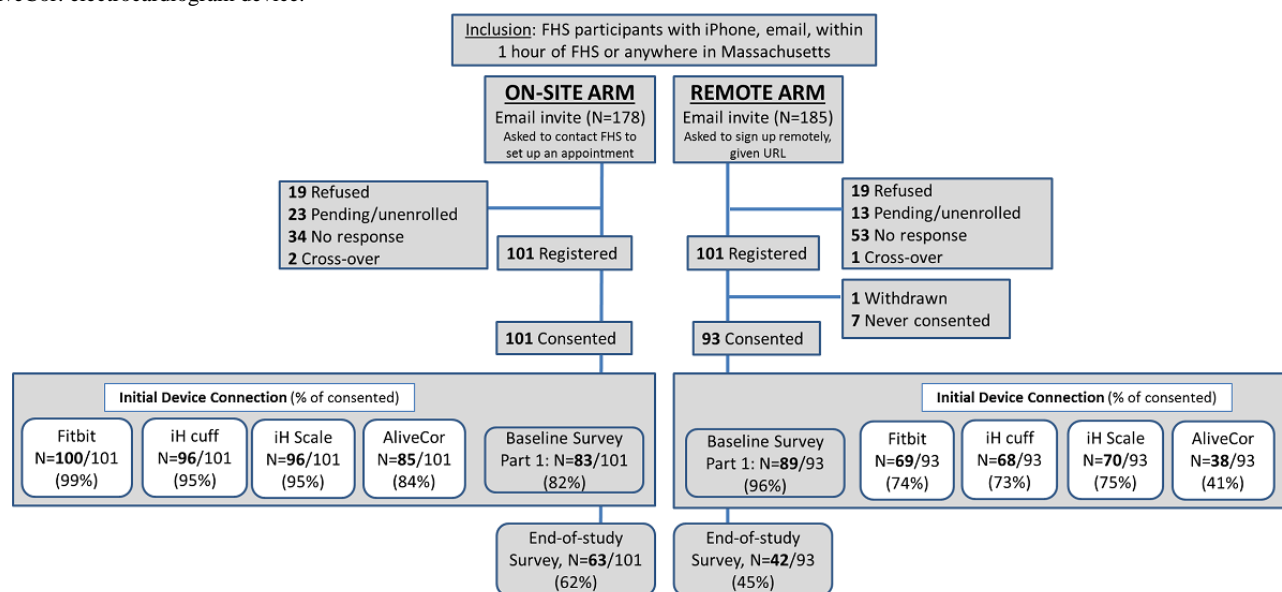 AliveCor: electrocardiogram device.
Inclusion: FHS participants with iPhone, email, within
1 hour of FHS or anywhere in Massachusetts
ON-SITE ARM
Email invite (N=178)
Asked to contact FHS to
set up an appointment
REMOTE ARM
Email invite (N=185)
Asked to sign up remotely,
given URL
19 Refused
23 Pending/unenrolled
34 No response
2 Cross-over
101 Registered
101 Registered
19 Refused
13 Pending/unenrolled
53 No response
1 Cross-over
1 Withdrawn
7 Never consented
101 Consented
93 Consented
Initial Device Connection (% of consented)
Fitbit
N=100/101
(99%)
iH cuff
N=96/101
(95%)
iH Scale
N=96/101
(95%)
AliveCor
N=85/101
(84%)
Baseline Survey
Part 1: N=83/101
(82%)
Initial Device Connection (% of consented)
Baseline Survey
Part 1: N=89/93
(96%)
Fitbit
N=69/93
(74%)
iH cuff
N=68/93
(73%)
iH Scale
N=70/93
(75%)
AliveCor
N=38/93
(41%)
End-of-study
Survey, N=63/101
(62%)
End-of-study
Survey, N=42/93
(45%)